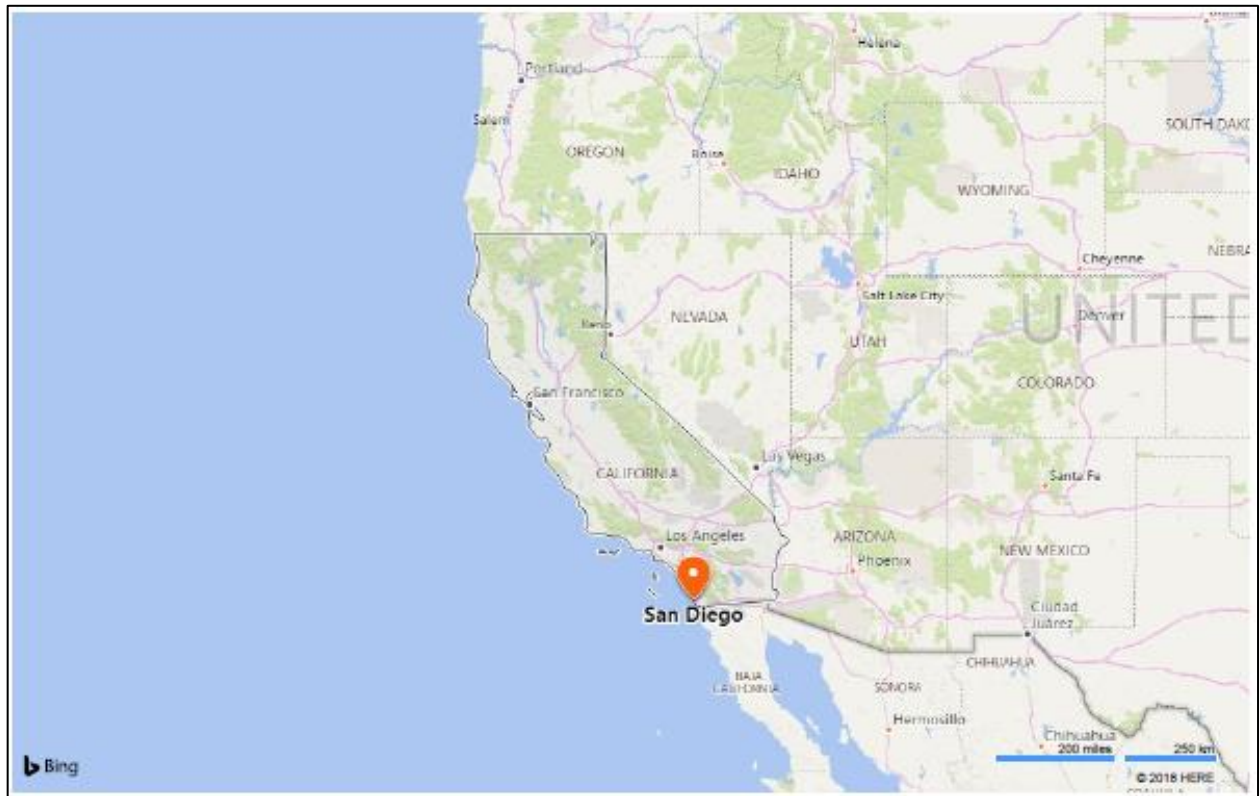 Helena
Portland
Salem
SOUTH DAKO
OREGON
Boise
IDAHO
WYOMING
NEBRA
Cheyenne
Salt Lake City
UNITED
Denver
NEVADA
Reno
UTAH
COLORADO
San Francisco
Las Vegas
CALIFORNIA
Santa Fe
Los Angeles
ARIZONA
NEW MEXICO
Phoenix
San Diego
Ciudad
Juárez
CHIHUAHUA
BAJA
CALIFORNIA
SONORA
Hermosillo
Chihuahua
200 miles
250 km
Bing
© 2018 HERE